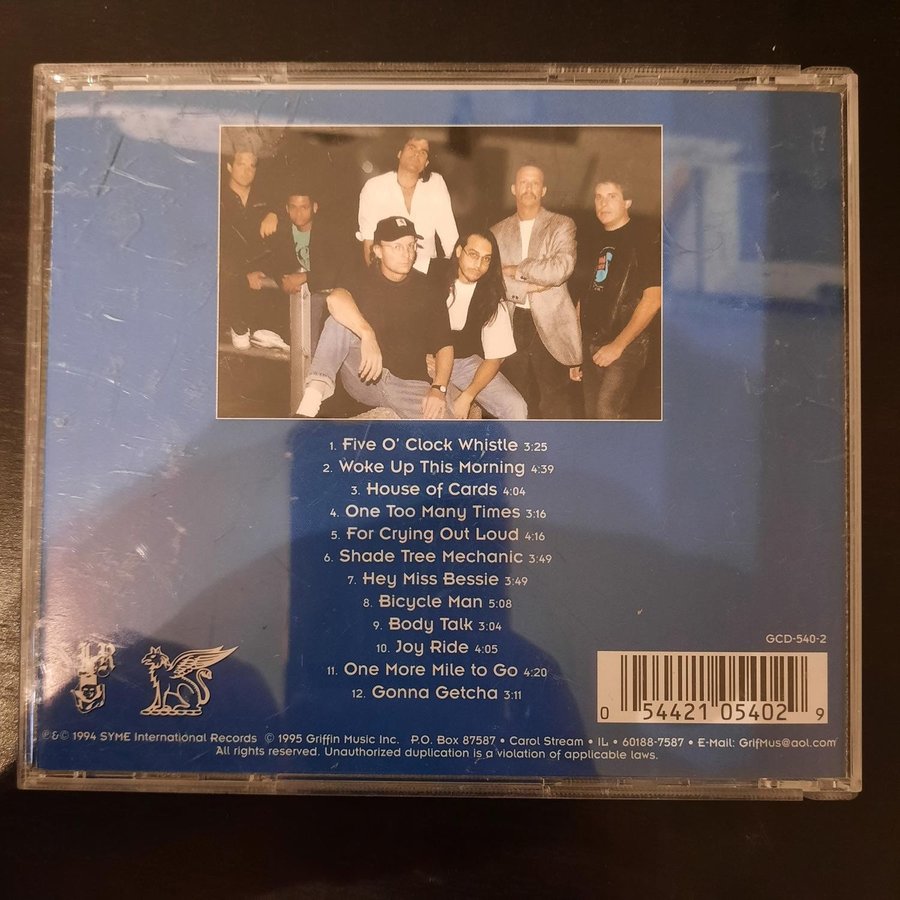 1. Five O' Clock Whistle 3:25
2. Woke Up This Morning 4:39
3. House of Cards 4:04
4. One Too Many Times 3:16
5. For Crying Out Loud 4:16
6. Shade Tree Mechanic 3:49
7. Hey Miss Bessie 3:49
8. Bicycle Man 5:08
9. Body Talk 3:04
10. Joy Ride 4:05
11. One More Mile to Go 4:20
12. Gonna Getcha 3:11
GCD-540-2
0 54421 05402 9
℗&© 1994 SYME International Records © 1995 Griffin Music Inc. P.O. Box 87587 • Carol Stream • IL • 60188-7587 • E-Mail: GrifMus@aol.com
All rights reserved. Unauthorized duplication is a violation of applicable laws.